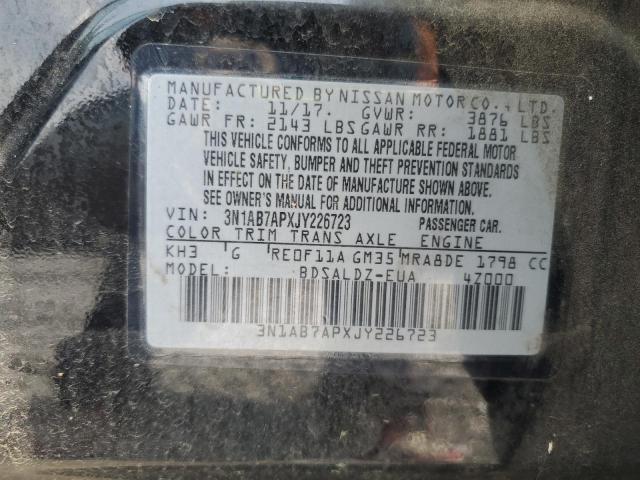 MANUFACTURED BY NISSAN MOTOR CO., LTD.
DATE: 11/17. GVWR: 3876 LBS
GAWR FR: 2143 LBS GAWR RR: 1881 LBS
THIS VEHICLE CONFORMS TO ALL APPLICABLE FEDERAL MOTOR
VEHICLE SAFETY, BUMPER AND THEFT PREVENTION STANDARDS
IN EFFECT ON THE DATE OF MANUFACTURE SHOWN ABOVE.
SEE OWNER'S MANUAL FOR ADDITIONAL INFORMATION
VIN: 3N1AB7APXJY226723 PASSENGER CAR.
COLOR TRIM TRANS AXLE ENGINE
KH3 G RE0F11A GM35 MRA8DE 1798 CC
MODEL: BDSALDZ-EUA 4Z000
3N1AB7APXJY226723